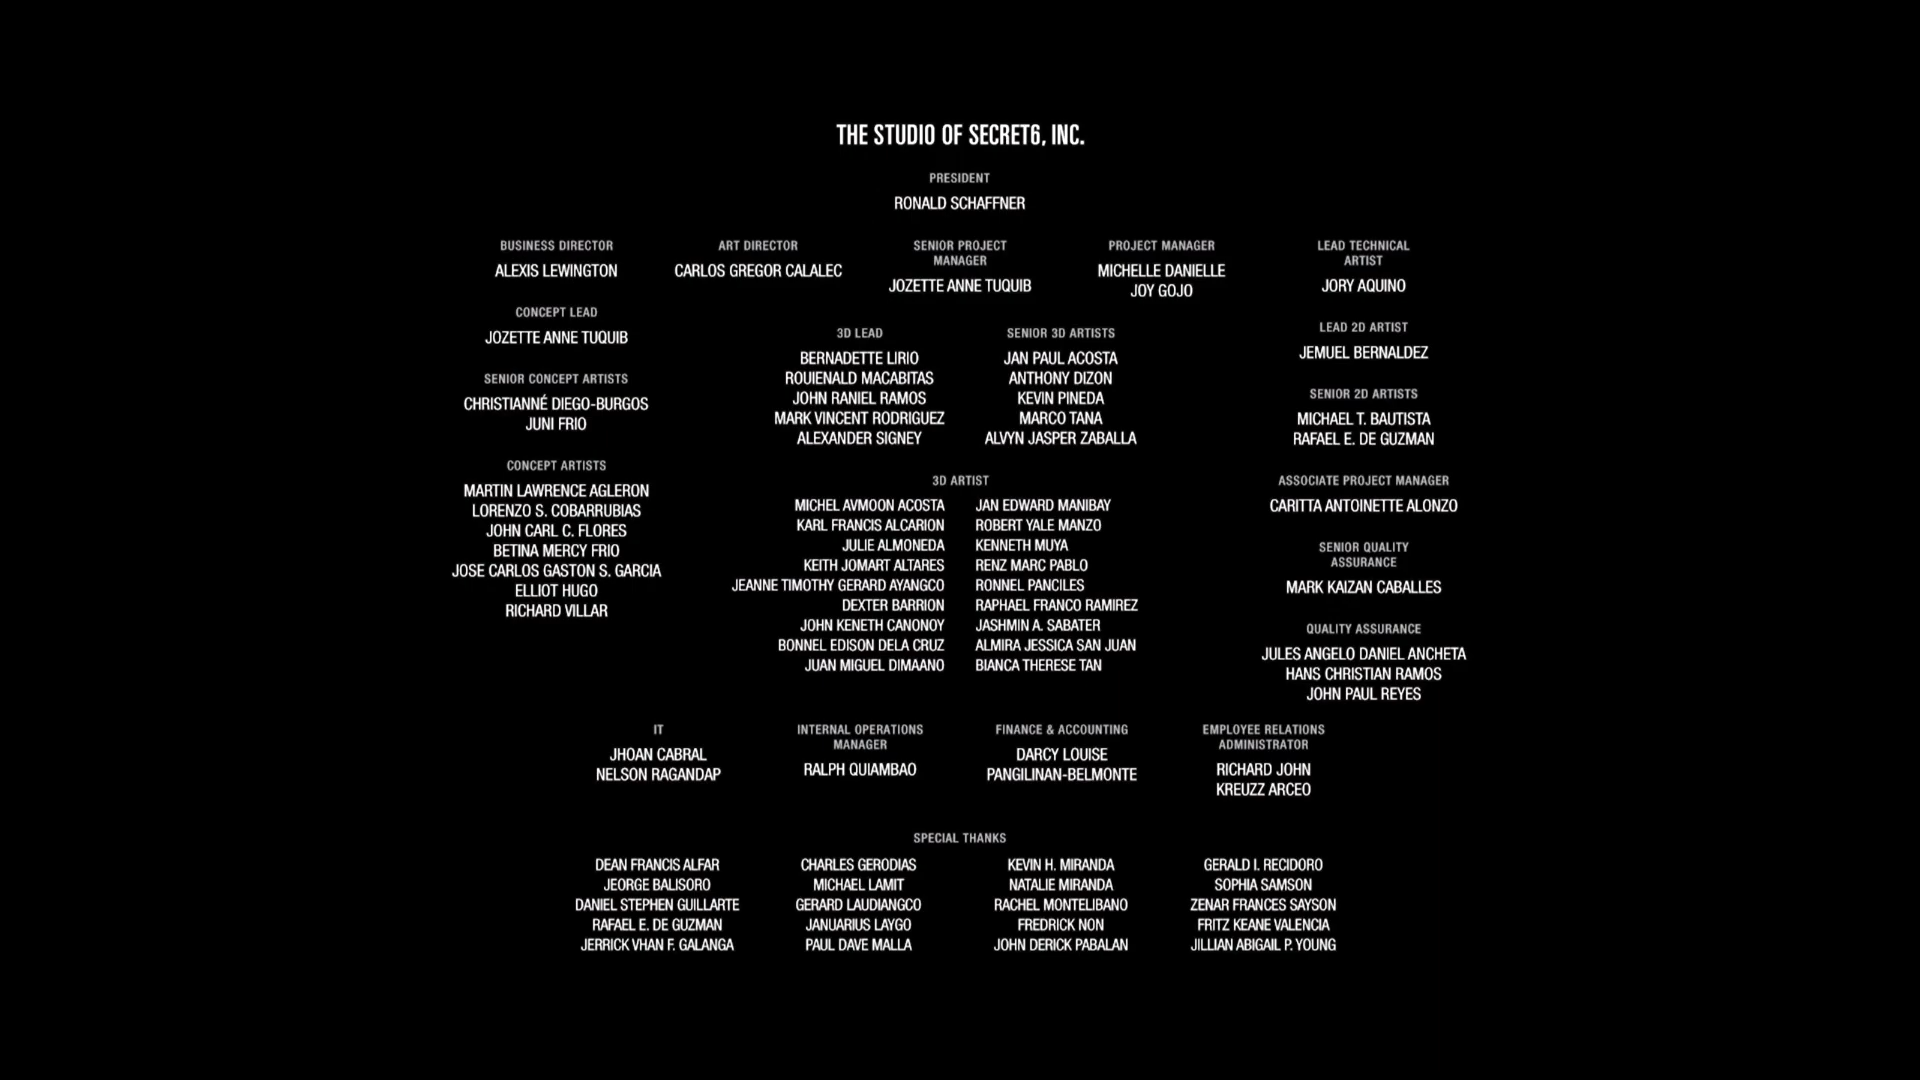 THE STUDIO OF SECRET6, INC.
PRESIDENT
RONALD SCHAFFNER
BUSINESS DIRECTOR
ALEXIS LEWINGTON
ART DIRECTOR
CARLOS GREGOR CALALEC
SENIOR PROJECT
MANAGER
JOZETTE ANNE TUQUIB
PROJECT MANAGER
MICHELLE DANIELLE
JOY GOJO
LEAD TECHNICAL
ARTIST
JORY AQUINO
CONCEPT LEAD
JOZETTE ANNE TUQUIB
SENIOR CONCEPT ARTISTS
CHRISTIANNÉ DIEGO-BURGOS
JUNI FRIO
CONCEPT ARTISTS
MARTIN LAWRENCE AGLERON
LORENZO S. COBARRUBIAS
JOHN CARL C. FLORES
BETINA MERCY FRIO
JOSE CARLOS GASTON S. GARCIA
ELLIOT HUGO
RICHARD VILLAR
3D LEAD
BERNADETTE LIRIO
ROUIENALD MACABITAS
JOHN RANIEL RAMOS
MARK VINCENT RODRIGUEZ
ALEXANDER SIGNEY
SENIOR 3D ARTISTS
JAN PAUL ACOSTA
ANTHONY DIZON
KEVIN PINEDA
MARCO TANA
ALVYN JASPER ZABALLA
3D ARTIST
MICHEL AVMOON ACOSTA
KARL FRANCIS ALCARION
JULIE ALMONEDA
KEITH JOMART ALTARES
JEANNE TIMOTHY GERARD AYANGCO
DEXTER BARRION
JOHN KENETH CANONOY
BONNEL EDISON DELA CRUZ
JUAN MIGUEL DIMAANO
JAN EDWARD MANIBAY
ROBERT YALE MANZO
KENNETH MUYA
RENZ MARC PABLO
RONNEL PANCILES
RAPHAEL FRANCO RAMIREZ
JASHMIN A. SABATER
ALMIRA JESSICA SAN JUAN
BIANCA THERESE TAN
LEAD 2D ARTIST
JEMUEL BERNALDEZ
SENIOR 2D ARTISTS
MICHAEL T. BAUTISTA
RAFAEL E. DE GUZMAN
ASSOCIATE PROJECT MANAGER
CARITTA ANTOINETTE ALONZO
SENIOR QUALITY
ASSURANCE
MARK KAIZAN CABALLES
QUALITY ASSURANCE
JULES ANGELO DANIEL ANCHETA
HANS CHRISTIAN RAMOS
JOHN PAUL REYES
IT
JHOAN CABRAL
NELSON RAGANDAP
INTERNAL OPERATIONS
MANAGER
RALPH QUIAMBAO
FINANCE & ACCOUNTING
DARCY LOUISE
PANGILINAN-BELMONTE
EMPLOYEE RELATIONS
ADMINISTRATOR
RICHARD JOHN
KREUZZ ARCEO
SPECIAL THANKS
DEAN FRANCIS ALFAR
JEORGE BALISORO
DANIEL STEPHEN GUILLARTE
RAFAEL E. DE GUZMAN
JERRICK VHAN F. GALANGA
CHARLES GERODIAS
MICHAEL LAMIT
GERARD LAUDIANGCO
JANUARIUS LAYGO
PAUL DAVE MALLA
KEVIN H. MIRANDA
NATALIE MIRANDA
RACHEL MONTELIBANO
FREDRICK NON
JOHN DERICK PABALAN
GERALD I. RECIDORO
SOPHIA SAMSON
ZENAR FRANCES SAYSON
FRITZ KEANE VALENCIA
JILLIAN ABIGAIL P. YOUNG